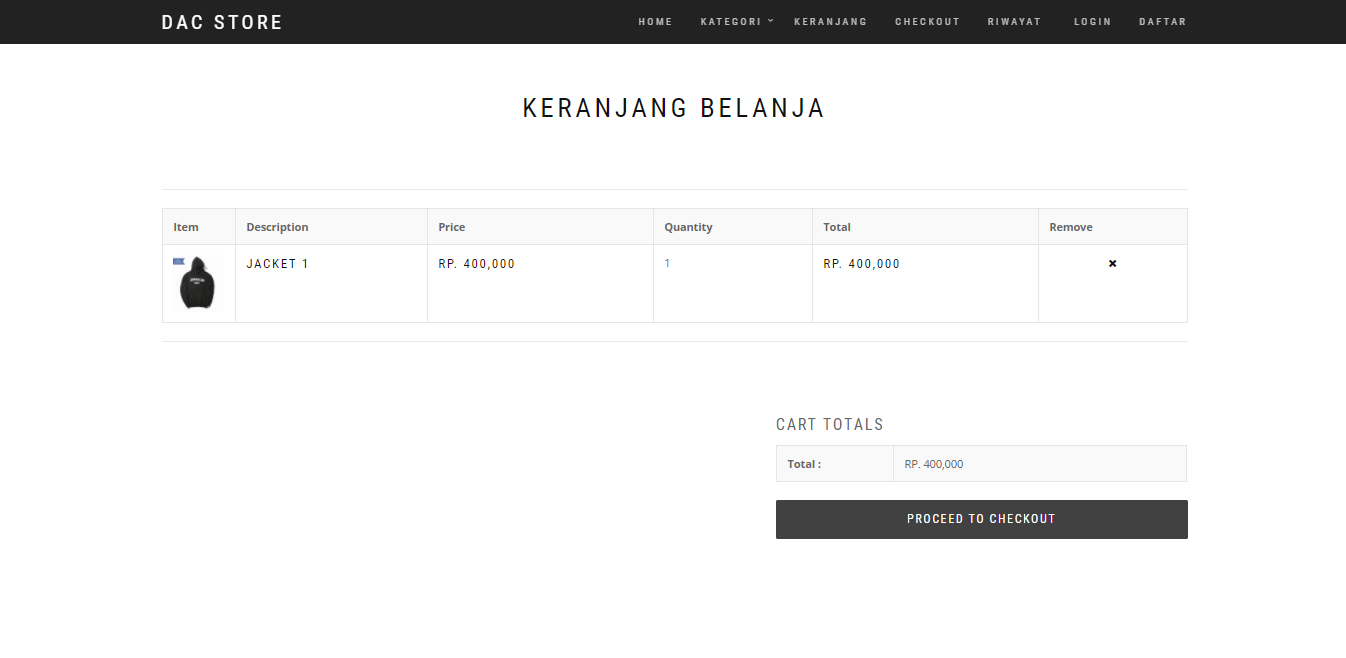 DAC STORE HOME KATEGORI KERANJANG CHECKOUT RIWAYAT LOGIN DAFTAR
KERANJANG BELANJA
Item Description Price Quantity Total Remove
JACKET 1 RP. 400,000 1 RP. 400,000 ×
CART TOTALS
Total : RP. 400,000
PROCEED TO CHECKOUT